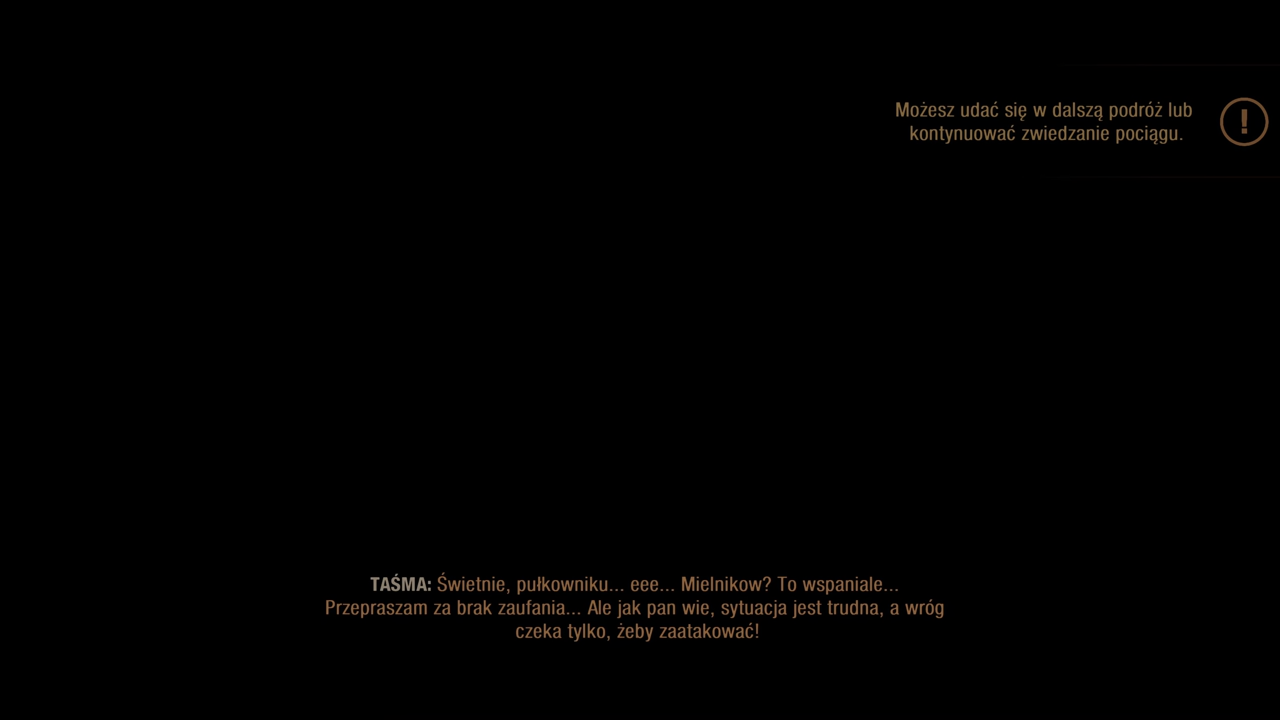 Możesz udać się w dalszą podróż lub
kontynuować zwiedzanie pociągu.
!
TAŚMA: Świetnie, pułkowniku... eee... Mielnikow? To wspaniale...
Przepraszam za brak zaufania... Ale jak pan wie, sytuacja jest trudna, a wróg
czeka tylko, żeby zaatakować!